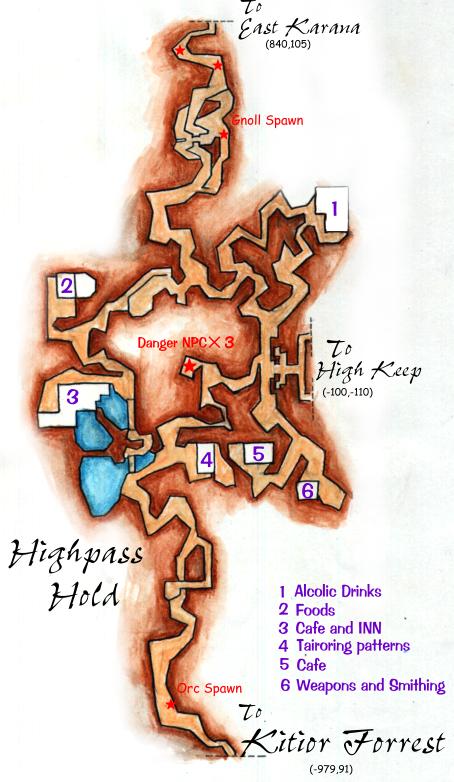 To
East Karana
(840,105)
Gnoll Spawn
1
2
Danger NPC×3
To
High Keep
(-100,-110)
3
4
5
6
Highpass
Hold
1 Alcolic Drinks
2 Foods
3 Cafe and INN
4 Tairoring patterns
5 Cafe
6 Weapons and Smithing
Orc Spawn
To
Kitior Forrest
(-979,91)